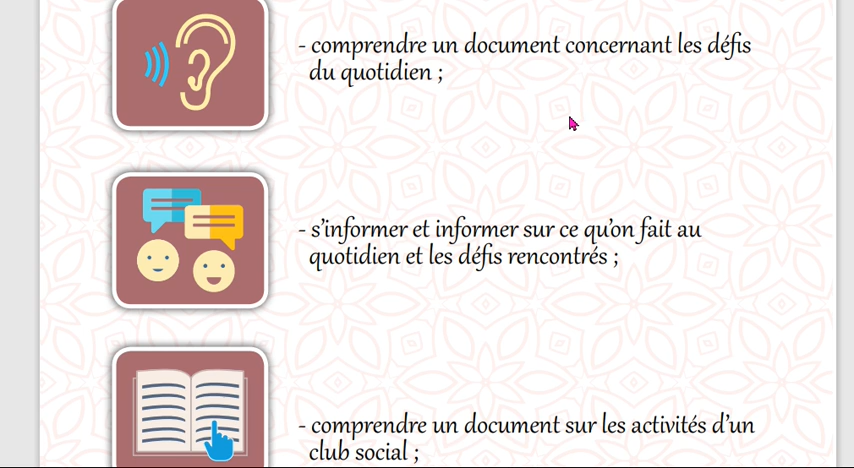 - comprendre un document concernant les défis
du quotidien ;
- s'informer et informer sur ce qu'on fait au
quotidien et les défis rencontrés ;
- comprendre un document sur les activités d'un
club social ;